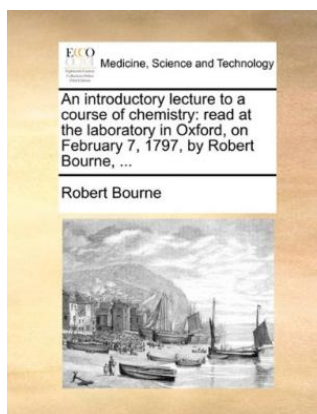 ECCO
Medicine, Science and Technology
An introductory lecture to a
course of chemistry: read at
the laboratory in Oxford, on
February 7, 1797, by Robert
Bourne, ...
Robert Bourne